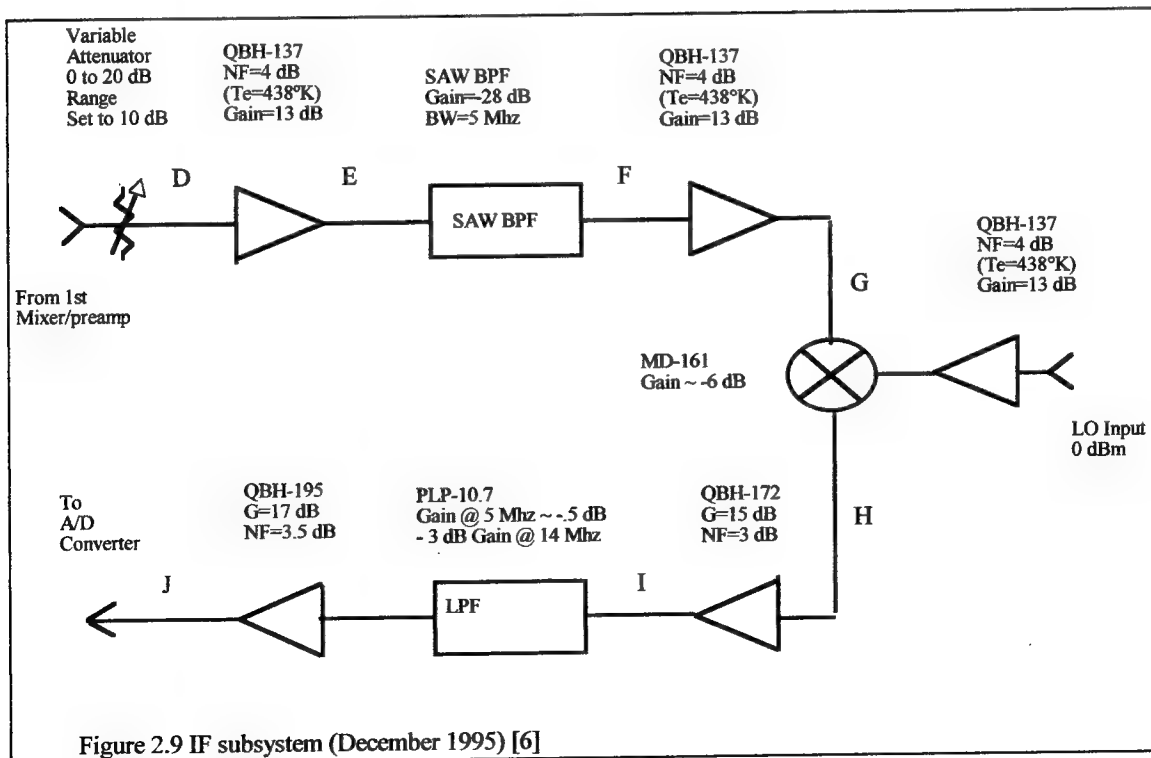 Variable
Attenuator
0 to 20 dB
Range
Set to 10 dB
QBH-137
NF=4 dB
(Te=438°K)
Gain=13 dB
SAW BPF
Gain=-28 dB
BW=5 Mhz
QBH-137
NF=4 dB
(Te=438°K)
Gain=13 dB
D
E
F
SAW BPF
From 1st
Mixer/preamp
G
QBH-137
NF=4 dB
(Te=438°K)
Gain=13 dB
MD-161
Gain ~ -6 dB
LO Input
0 dBm
To
A/D
Converter
QBH-195
G=17 dB
NF=3.5 dB
PLP-10.7
Gain @ 5 Mhz ~ -.5 dB
- 3 dB Gain @ 14 Mhz
QBH-172
G=15 dB
NF=3 dB
H
J
LPF
I
Figure 2.9 IF subsystem (December 1995) [6]